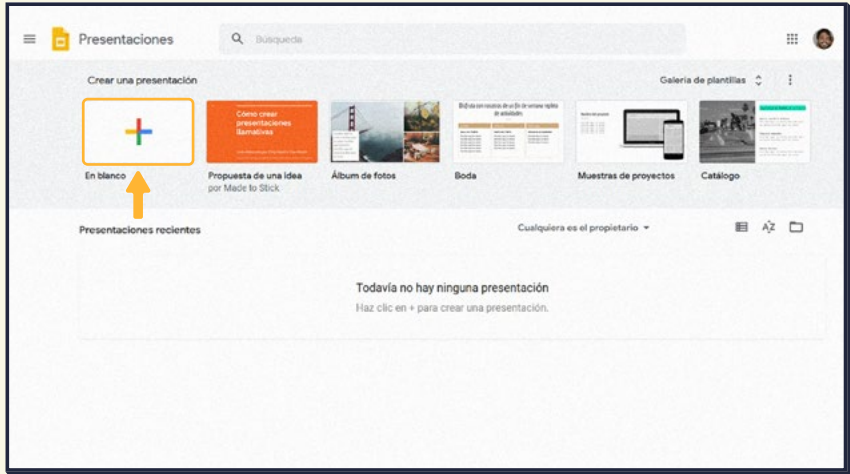 Presentaciones
Búsqueda
Crear una presentación
Galería de plantillas
Cómo crear
presentaciones
llamativas
En blanco
Propuesta de una idea
por Made to Stick
Álbum de fotos
Boda
Muestras de proyectos
Catálogo
Presentaciones recientes
Cualquiera es el propietario
AZ
Todavía no hay ninguna presentación
Haz clic en + para crear una presentación.